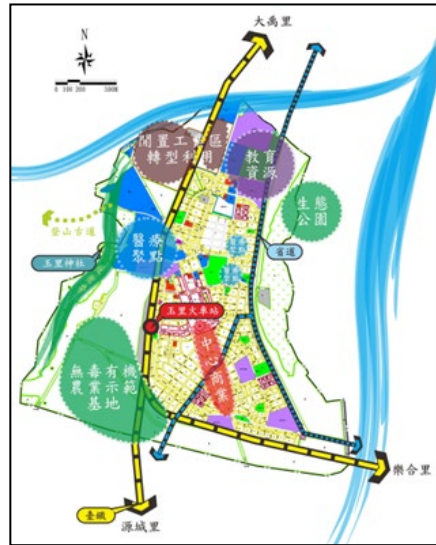 大禹里
N
0 100 200 500M
閒置工業區
轉型利用
教育
資源
生態
公園
登山古道
醫療
聚點
省道
玉里神社
玉里火車站
中心商業
無毒有機
農業示範
基地
樂合里
臺鐵
源城里